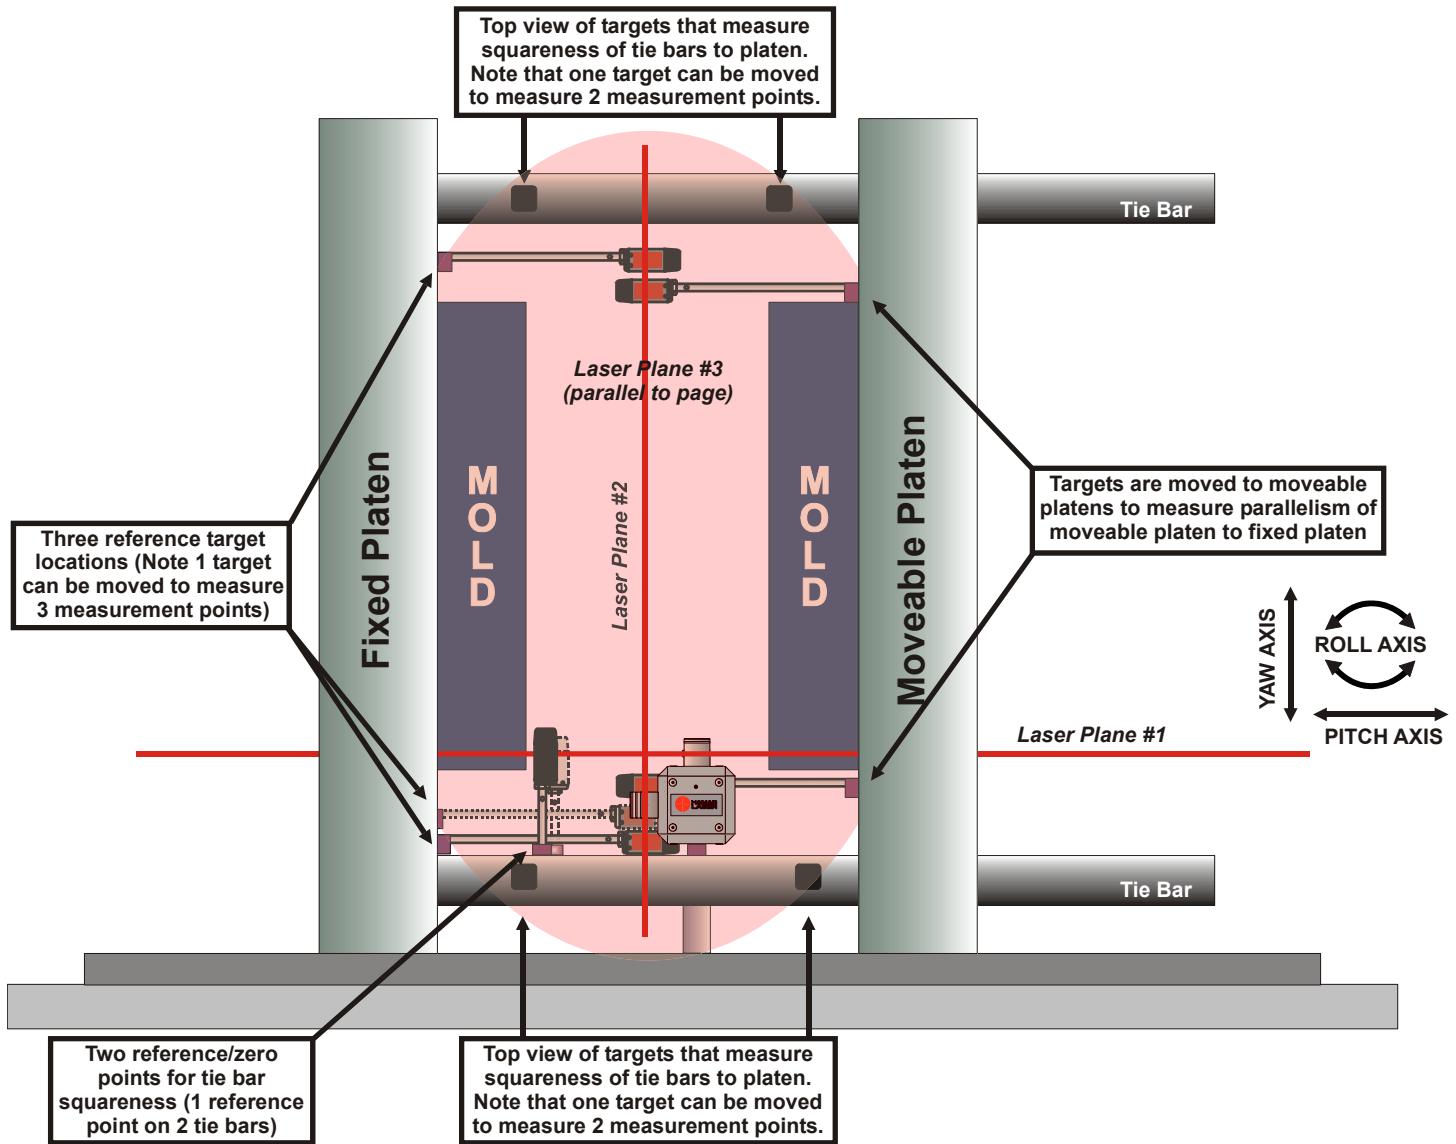 Top view of targets that measure
squareness of tie bars to platen.
Note that one target can be moved
to measure 2 measurement points.
Tie Bar
Laser Plane #3
(parallel to page)
Fixed Platen
MOLD
Laser Plane #2
MOLD
Moveable Platen
Targets are moved to moveable
platens to measure parallelism of
moveable platen to fixed platen
Three reference target
locations (Note 1 target
can be moved to measure
3 measurement points)
YAW AXIS
ROLL AXIS
PITCH AXIS
Laser Plane #1
Tie Bar
Two reference/zero
points for tie bar
squareness (1 reference
point on 2 tie bars)
Top view of targets that measure
squareness of tie bars to platen.
Note that one target can be moved
to measure 2 measurement points.